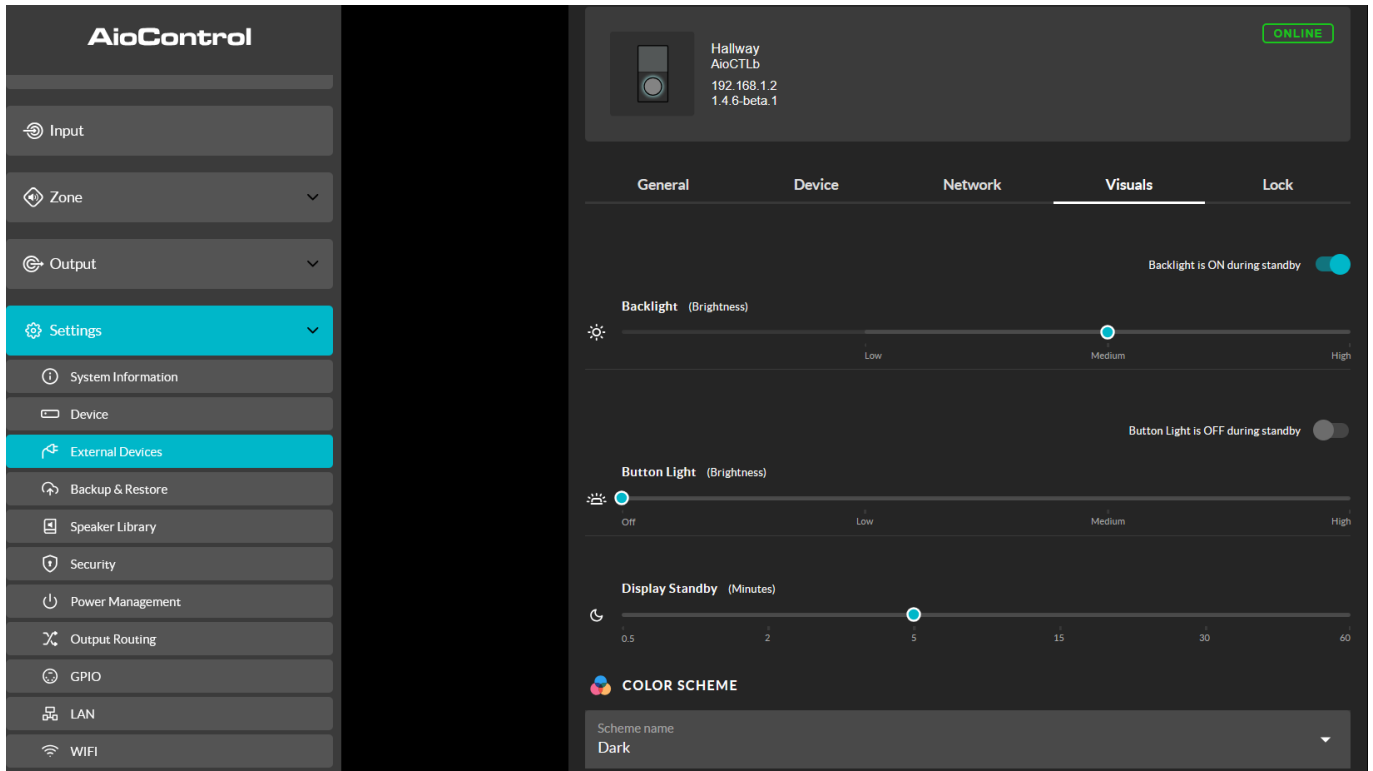 AioControl
Input
Zone
Output
Settings
System Information
Device
External Devices
Backup & Restore
Speaker Library
Security
Power Management
Output Routing
GPIO
LAN
WIFI
Hallway
AioCTLb
192.168.1.2
1.4.6-beta.1
ONLINE
General Device Network Visuals Lock
Backlight is ON during standby
Backlight (Brightness)
Low Medium High
Button Light is OFF during standby
Button Light (Brightness)
Off Low Medium High
Display Standby (Minutes)
0.5 2 5 15 30 60
COLOR SCHEME
Scheme name
Dark